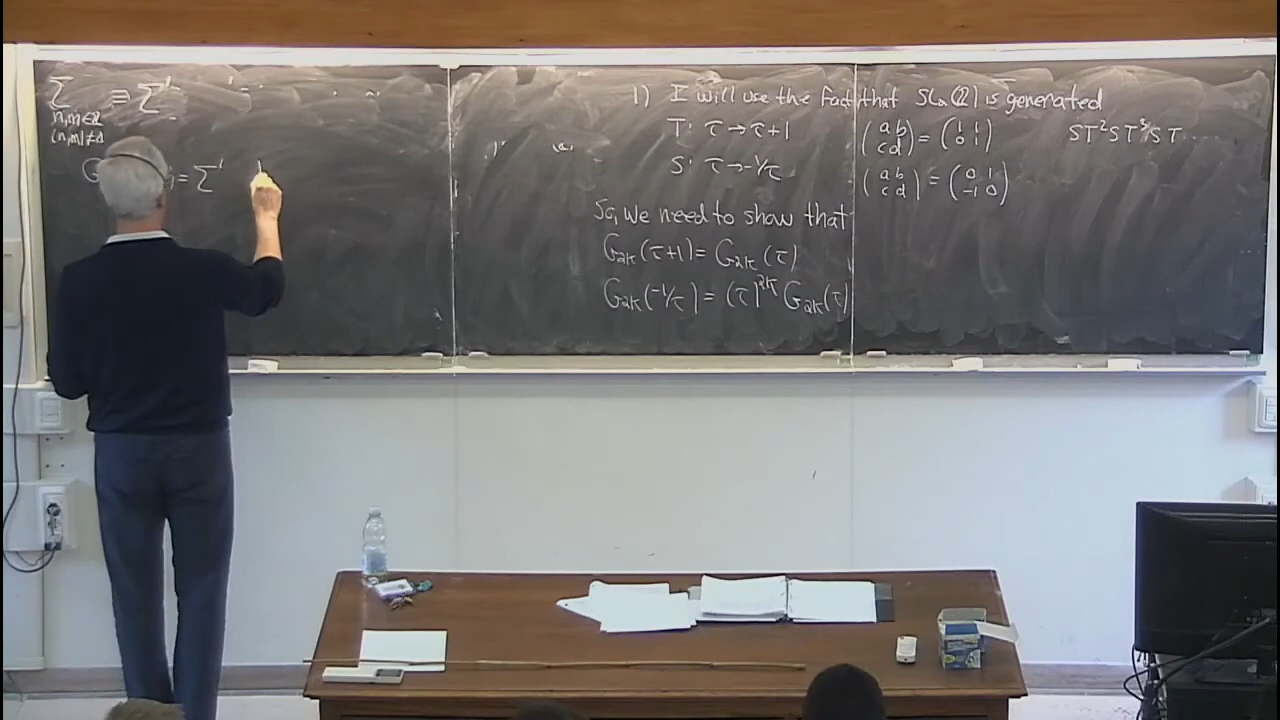 Σ ≡ Σ'
n,m∈Z
(n,m)≠0
G = Σ' 1
1) I will use the fact that SL₂(Z) is generated
T: τ→τ+1 (a b c d) = (1 1 0 1) ST²ST³ST....
S: τ→-1/τ (a b c d) = (0 1 -1 0)
So, we need to show that
G₂ₖ(τ+1) = G₂ₖ(τ)
G₂ₖ(-1/τ) = (τ)²ᵏ G₂ₖ(τ)